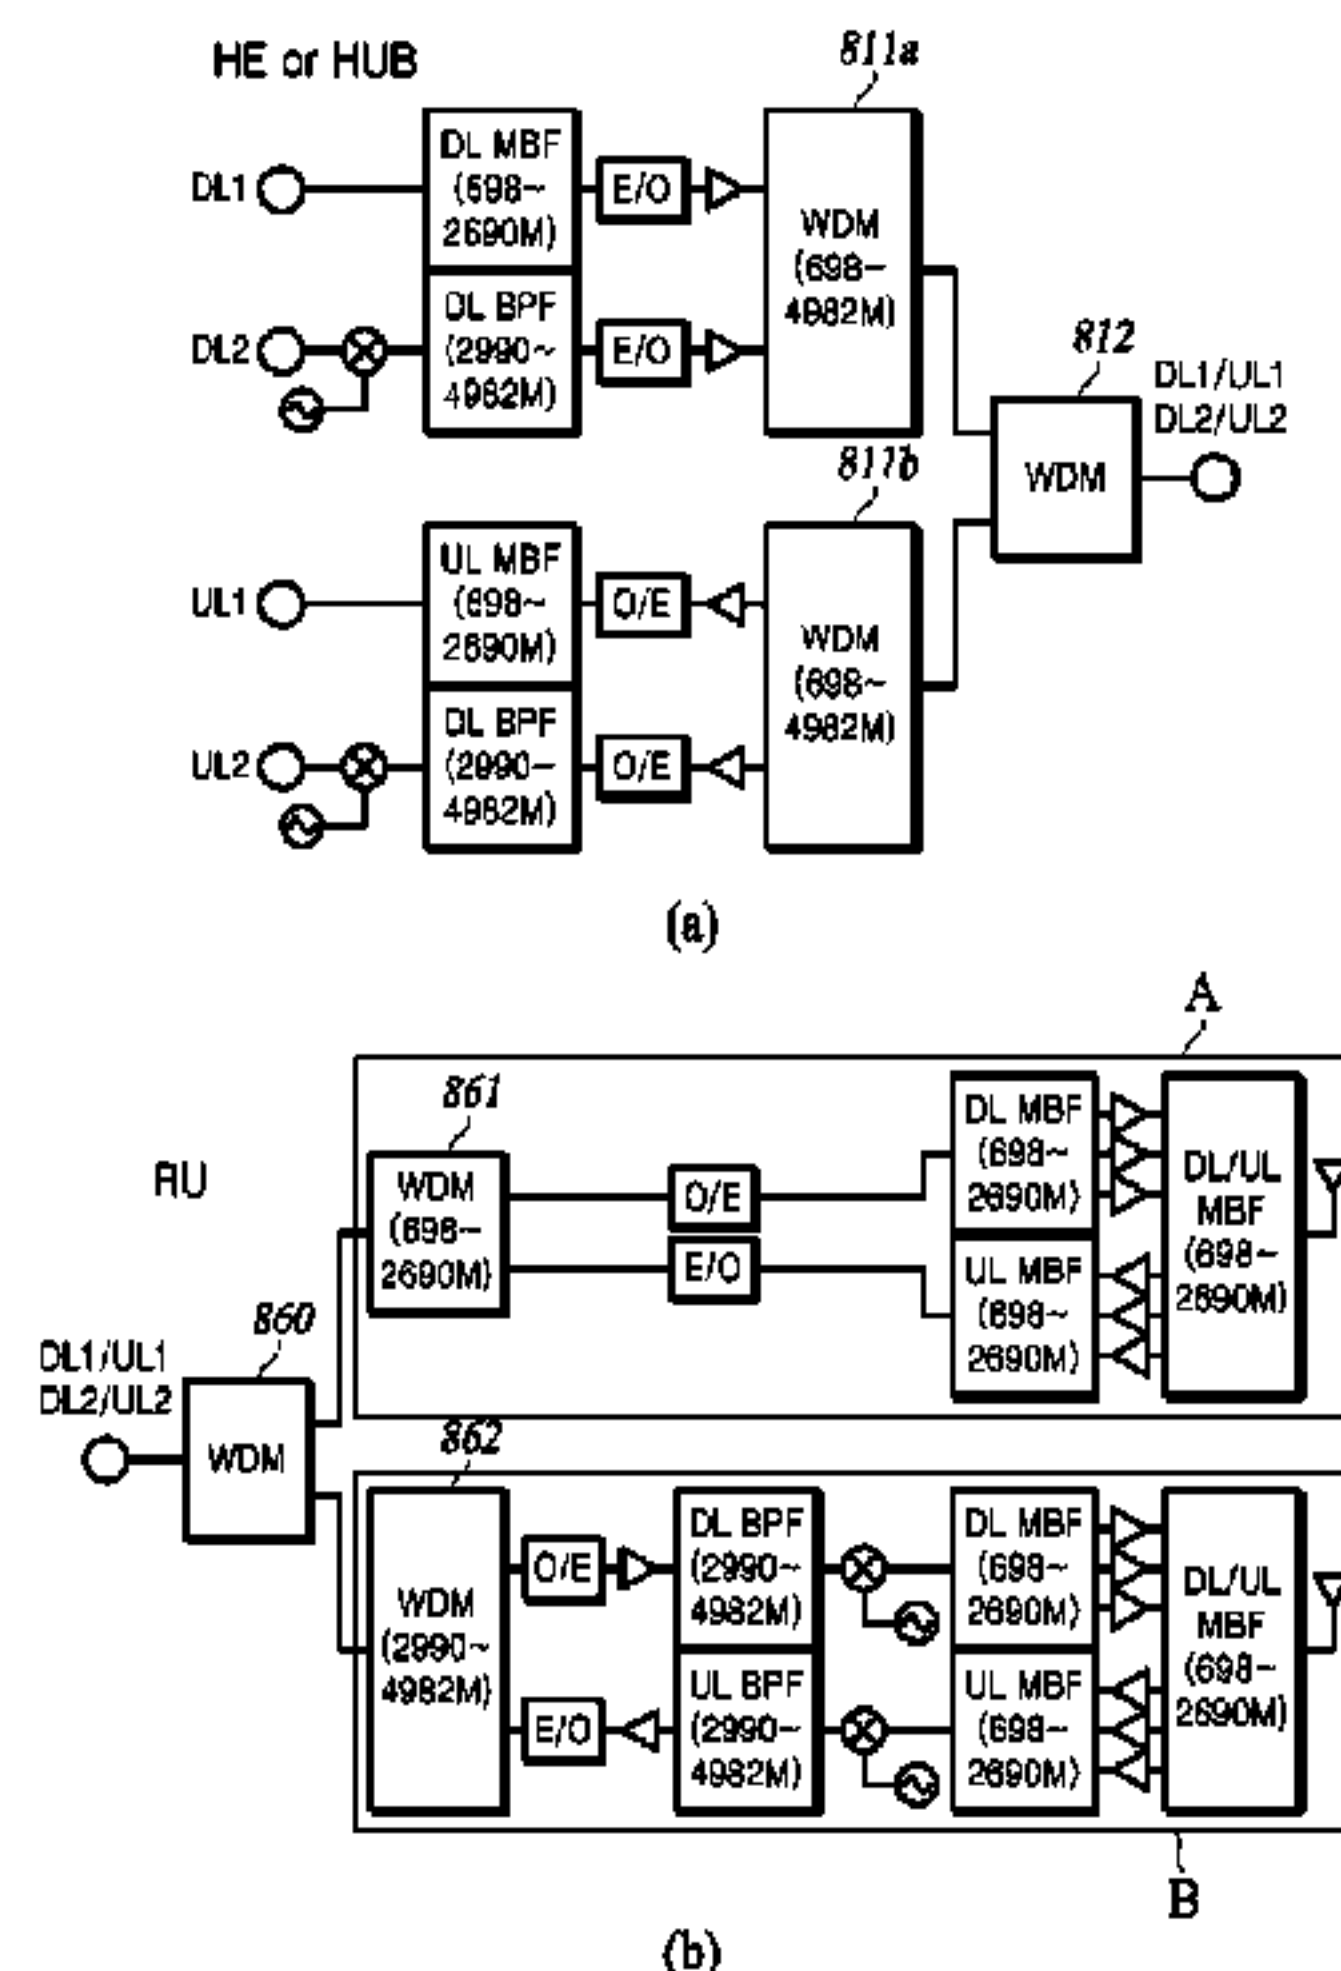 HE or HUB
811a
DL1
DL MBF
(698~
2690M)
E/O
WDM
(698~
4982M)
DL2
DL BPF
(2990~
4982M)
E/O
812
DL1/UL1
DL2/UL2
WDM
811b
UL1
UL MBF
(698~
2690M)
O/E
WDM
(698~
4982M)
UL2
DL BPF
(2990~
4982M)
O/E
(a)
A
RU
861
WDM
(698~
2690M)
O/E
E/O
DL MBF
(698~
2690M)
UL MBF
(698~
2690M)
DL/UL
MBF
(698~
2690M)
860
DL1/UL1
DL2/UL2
WDM
862
WDM
(2990~
4982M)
O/E
E/O
DL BPF
(2990~
4982M)
UL BPF
(2990~
4982M)
DL MBF
(698~
2690M)
UL MBF
(698~
2690M)
DL/UL
MBF
(698~
2690M)
B
(b)